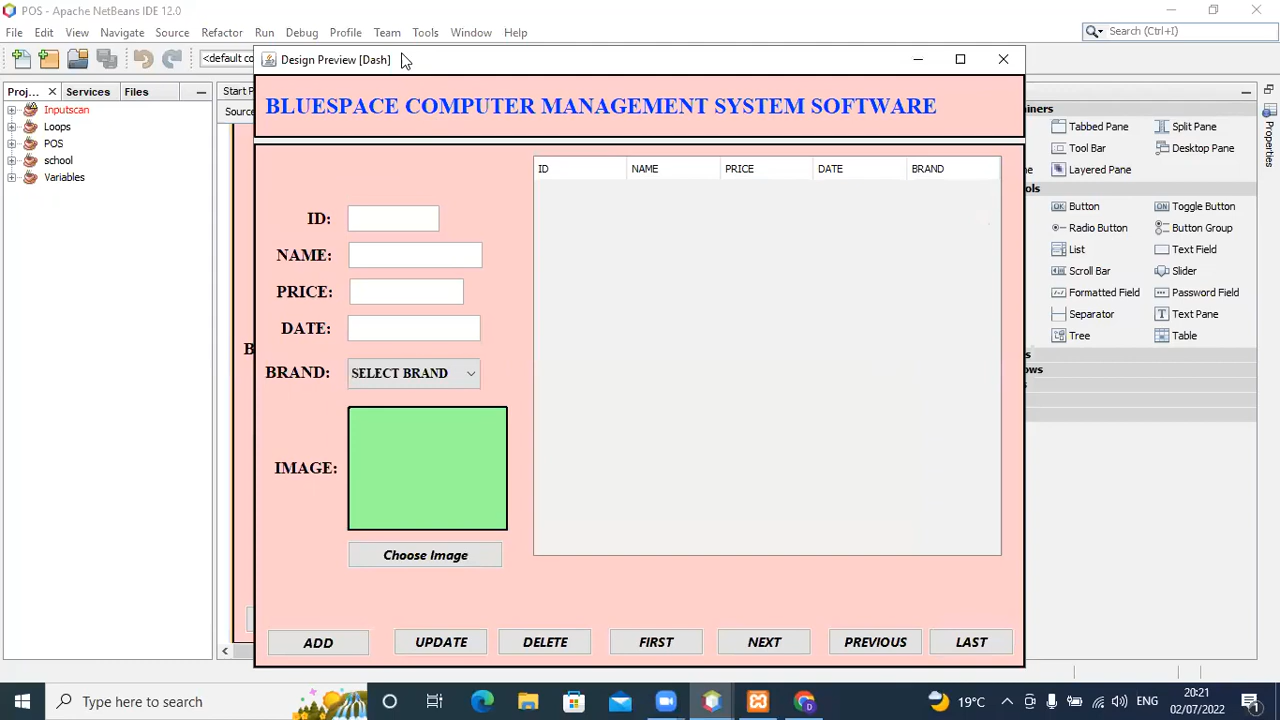 POS - Apache NetBeans IDE 12.0
File Edit View Navigate Source Refactor Run Debug Profile Team Tools Window Help
Search (Ctrl+I)
<default co
Design Preview [Dash]
Proj... Services Files
Start P
Source
Inputscan
Loops
POS
school
Variables
BLUESPACE COMPUTER MANAGEMENT SYSTEM SOFTWARE
ID NAME PRICE DATE BRAND
ID:
NAME:
PRICE:
DATE:
BRAND: SELECT BRAND
IMAGE:
Choose Image
ADD UPDATE DELETE FIRST NEXT PREVIOUS LAST
B
Tabbed Pane Split Pane
Tool Bar Desktop Pane
Layered Pane
Button Toggle Button
Radio Button Button Group
List Text Field
Scroll Bar Slider
Formatted Field Password Field
Separator Text Pane
Tree Table
Properties
Type here to search
19°C ENG 20:21
02/07/2022
1